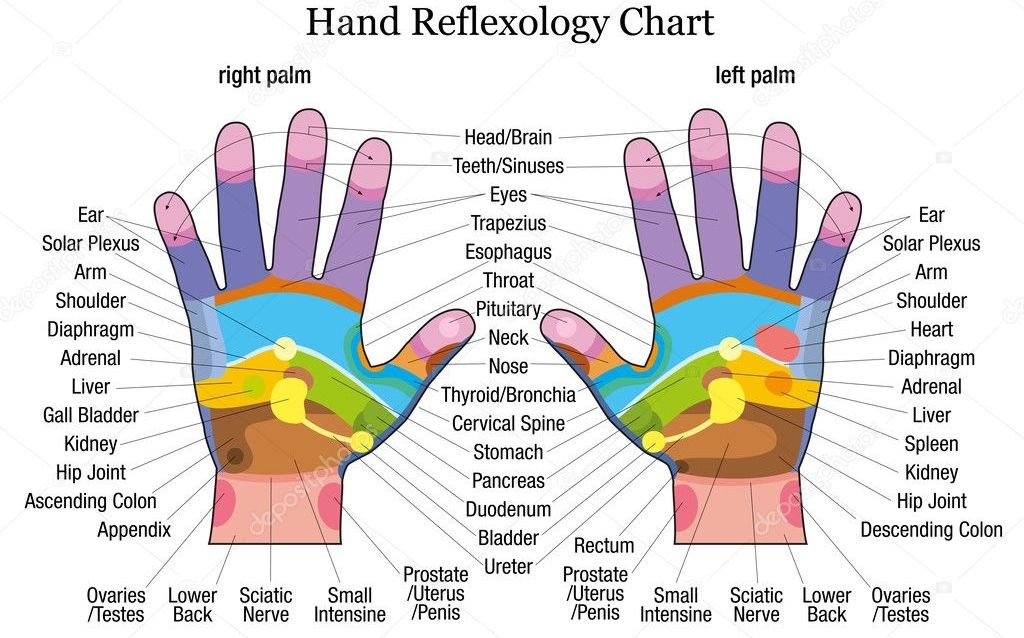 Hand Reflexology Chart
right palm
left palm
Ear
Solar Plexus
Arm
Shoulder
Diaphragm
Adrenal
Liver
Gall Bladder
Kidney
Hip Joint
Ascending Colon
Appendix
Head/Brain
Teeth/Sinuses
Eyes
Trapezius
Esophagus
Throat
Pituitary
Neck
Nose
Thyroid/Bronchia
Cervical Spine
Stomach
Pancreas
Duodenum
Bladder
Ureter
Ear
Solar Plexus
Arm
Shoulder
Heart
Diaphragm
Adrenal
Liver
Spleen
Kidney
Hip Joint
Descending Colon
Rectum
Ovaries
/Testes
Lower
Back
Sciatic
Nerve
Small
Intensine
Prostate
/Uterus
/Penis
Prostate
/Uterus
/Penis
Small
Intensine
Sciatic
Nerve
Lower
Back
Ovaries
/Testes
depositphotos
depositphotos